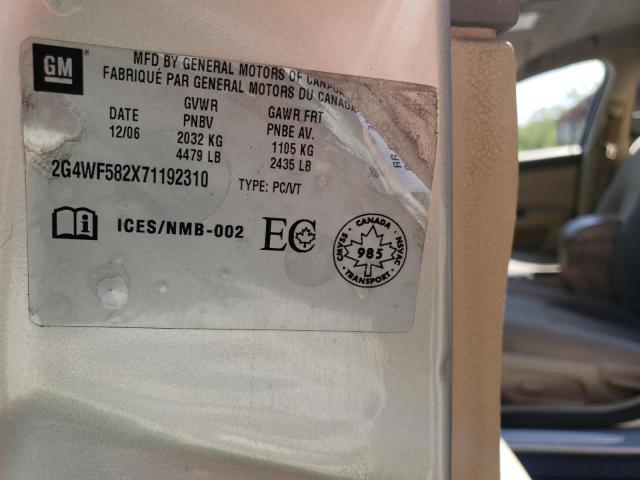 GM
MFD BY GENERAL MOTORS OF CANADA
FABRIQUÉ PAR GENERAL MOTORS DU CANADA
DATE GVWR GAWR FRT
PNBV PNBE AV.
12/06 2032 KG 1105 KG
4479 LB 2435 LB
2G4WF582X71192310 TYPE: PC/VT
ICES/NMB-002 EC
CANADA
CMVSS NSVAC
985
TRANSPORT